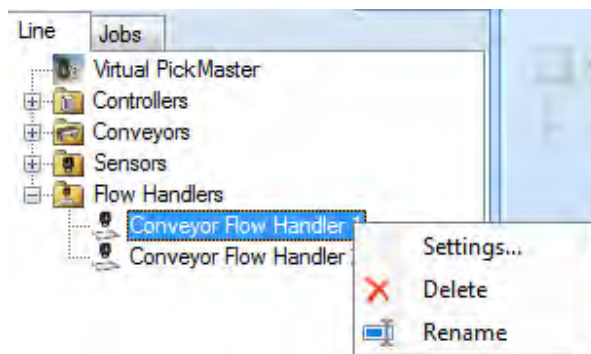 Line Jobs
Virtual PickMaster
Controllers
Conveyors
Sensors
Flow Handlers
Conveyor Flow Handler 1
Conveyor Flow Handler
Settings...
Delete
Rename